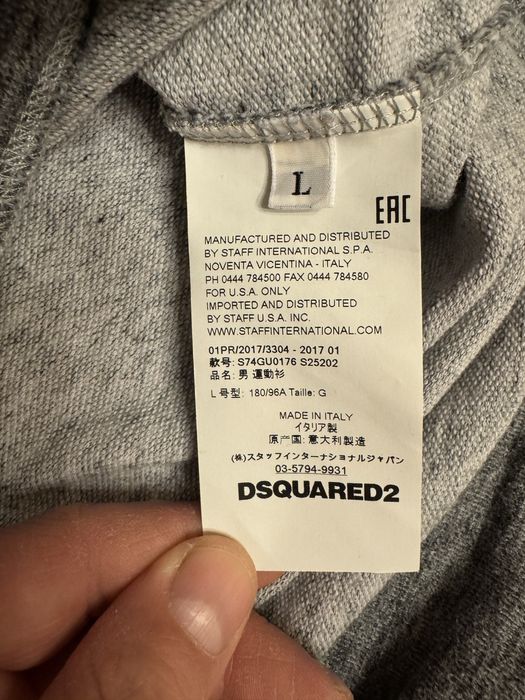 L
EAC
MANUFACTURED AND DISTRIBUTED
BY STAFF INTERNATIONAL S.P.A.
NOVENTA VICENTINA - ITALY
PH 0444 784500 FAX 0444 784580
FOR U.S.A. ONLY
IMPORTED AND DISTRIBUTED
BY STAFF U.S.A. INC.
WWW.STAFFINTERNATIONAL.COM
01PR/2017/3304 - 2017 01
款号: S74GU0176 S25202
品名: 男 運動衫
L 号型: 180/96A Taille: G
MADE IN ITALY
イタリア製
原产国: 意大利製造
(株)スタッフインターナショナルジャパン
03-5794-9931
DSQUARED2